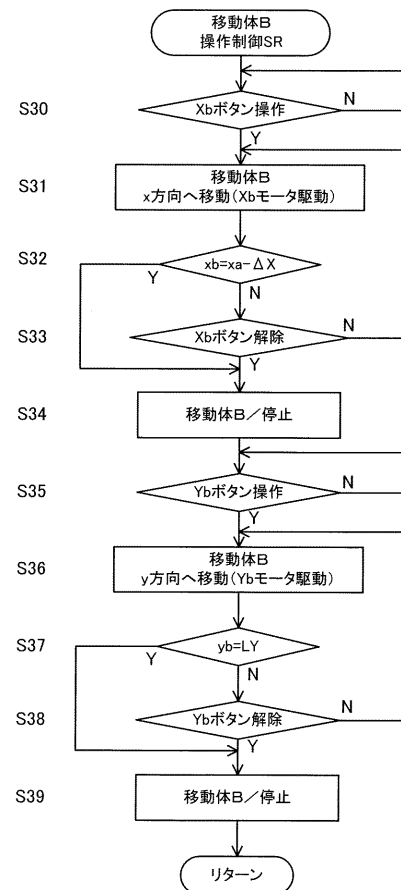 移動体B
操作制御SR
S30
Xbボタン操作
N
Y
S31
移動体B
x方向へ移動(Xbモータ駆動)
S32
xb=xa-ΔX
Y
N
S33
Xbボタン解除
N
Y
S34
移動体B/停止
S35
Ybボタン操作
N
Y
S36
移動体B
y方向へ移動(Ybモータ駆動)
S37
yb=LY
Y
N
S38
Ybボタン解除
N
Y
S39
移動体B/停止
リターン